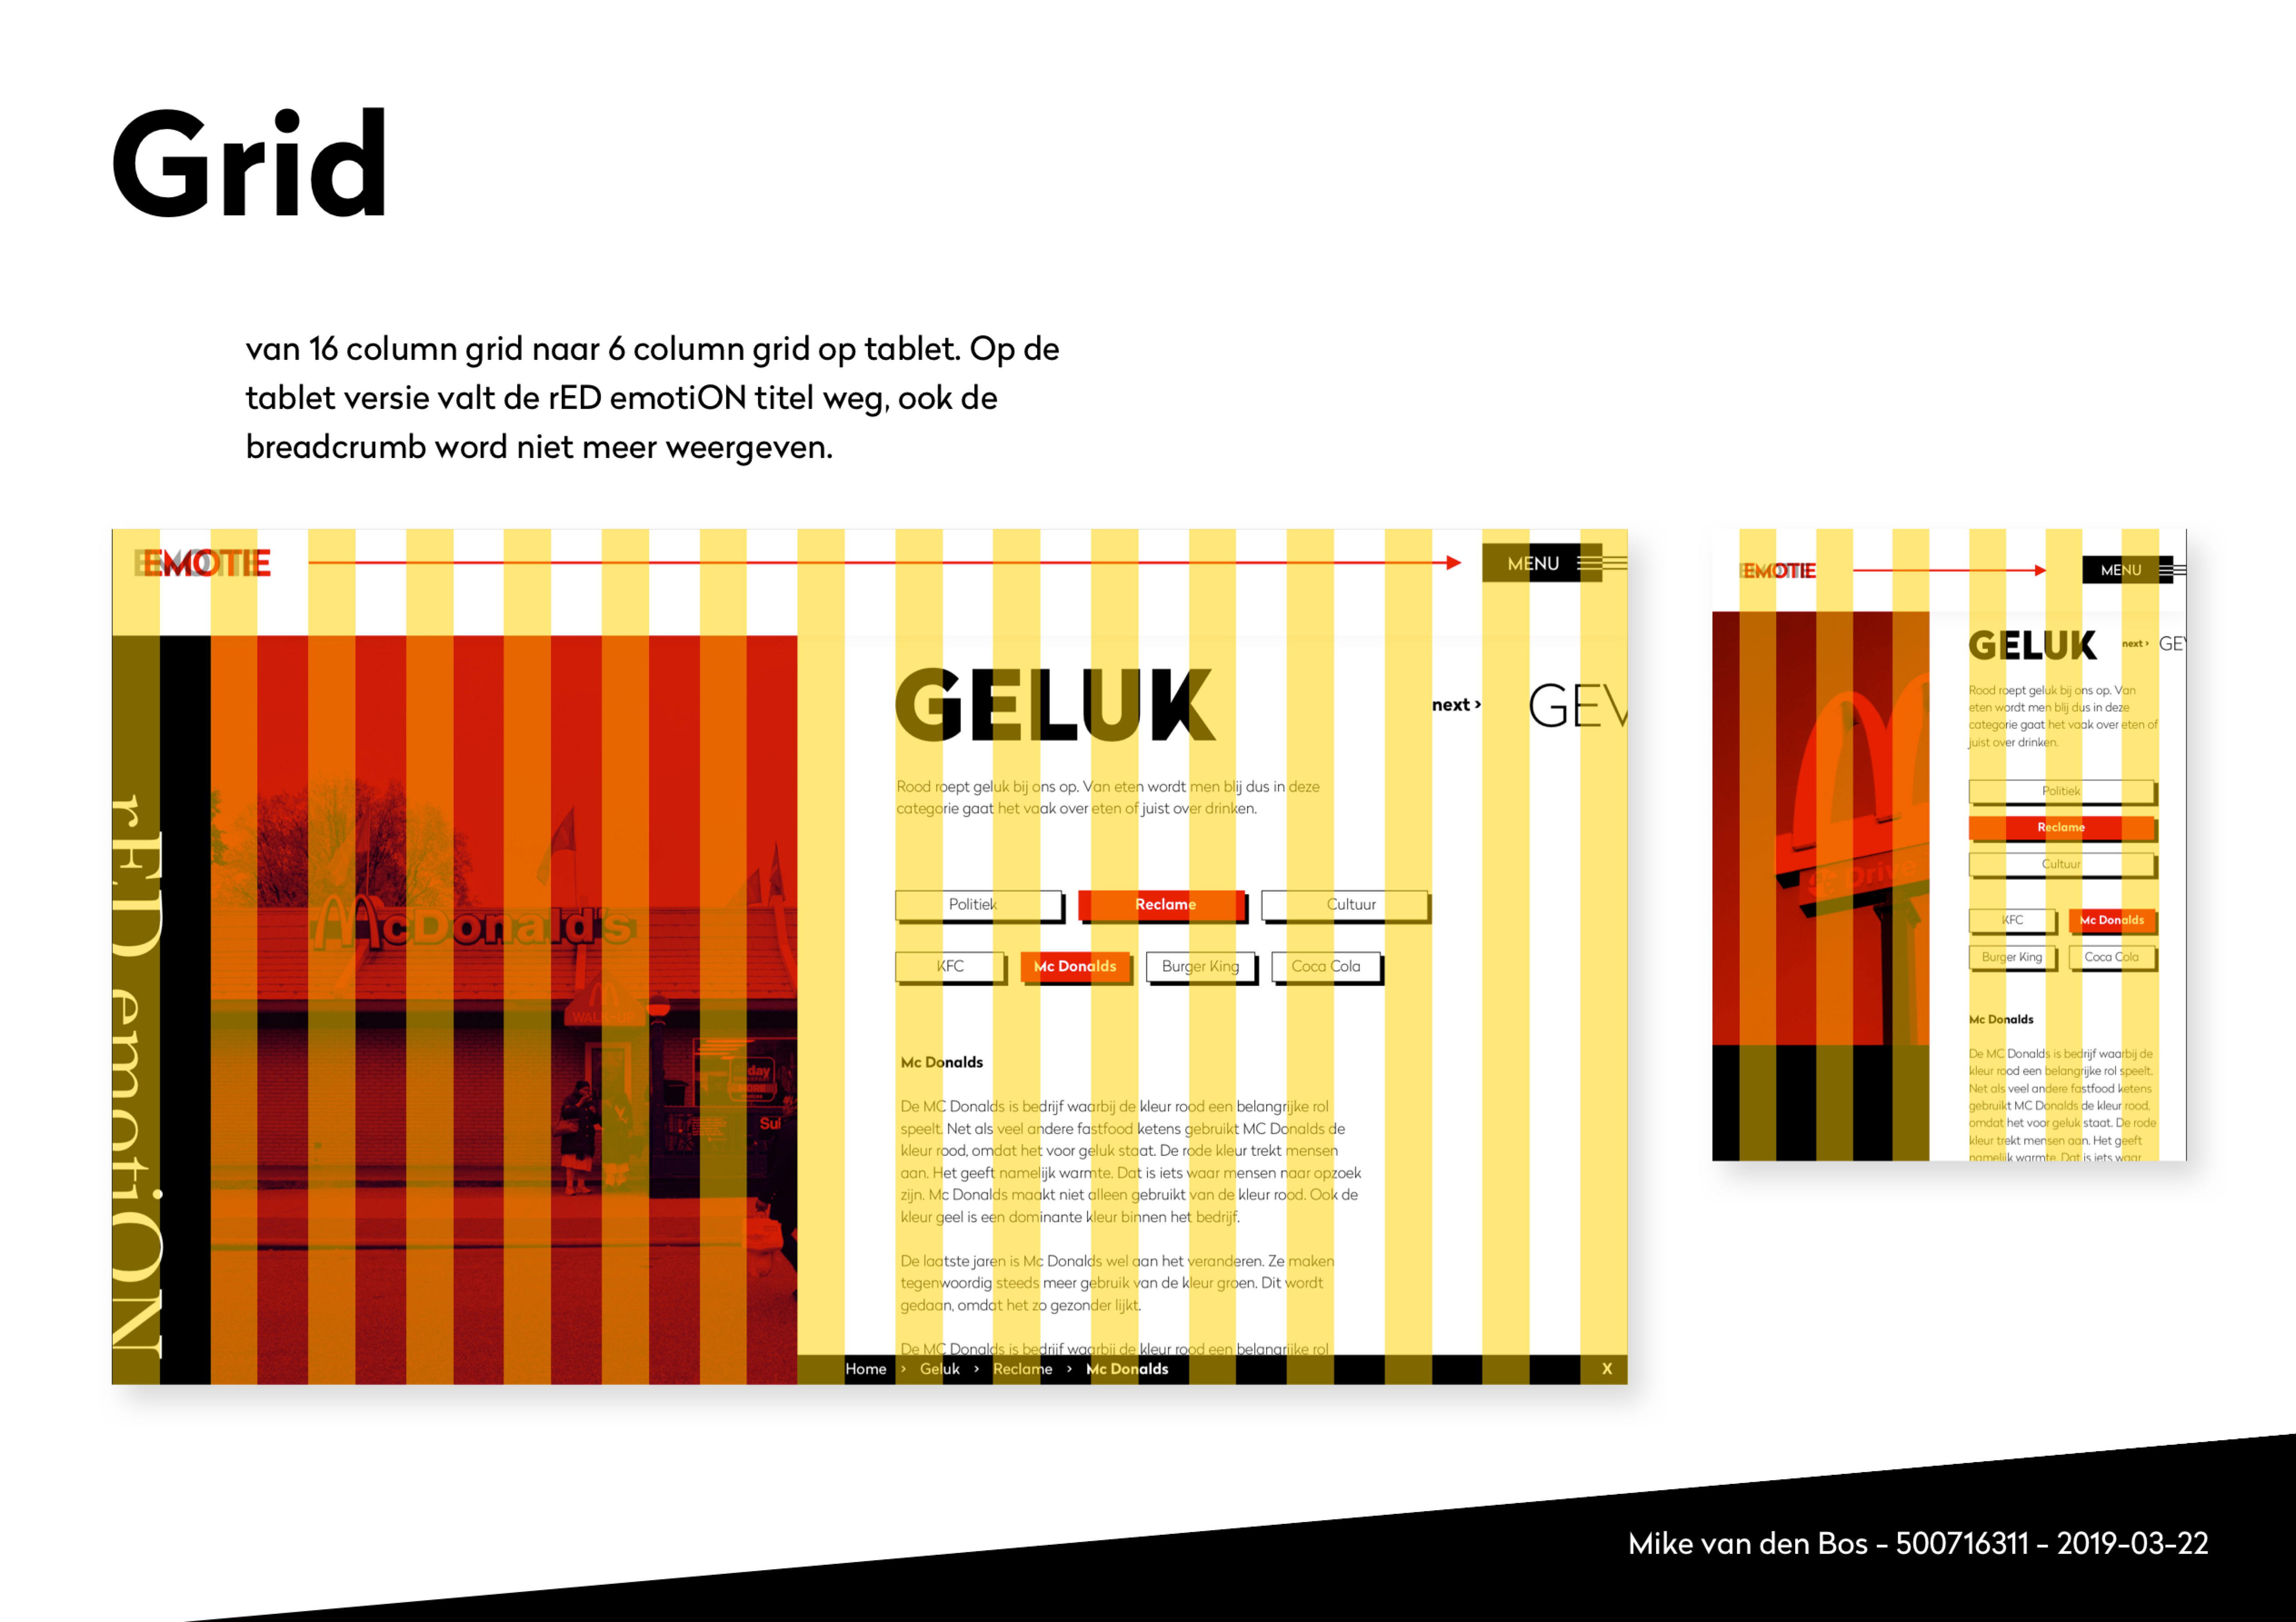 Grid
van 16 column grid naar 6 column grid op tablet. Op de
tablet versie valt de rED emotiON titel weg, ook de
breadcrumb word niet meer weergeven.
EMOTIE
MENU
rED emotiON
McDonald's
WALK-UP
GELUK
next ›
GEV
Rood roept geluk bij ons op. Van eten wordt men blij dus in deze
categorie gaat het vaak over eten of juist over drinken.
Politiek
Reclame
Cultuur
KFC
Mc Donalds
Burger King
Coca Cola
Mc Donalds
De MC Donalds is bedrijf waarbij de kleur rood een belangrijke rol
speelt. Net als veel andere fastfood ketens gebruikt MC Donalds de
kleur rood, omdat het voor geluk staat. De rode kleur trekt mensen
aan. Het geeft namelijk warmte. Dat is iets waar mensen naar opzoek
zijn. Mc Donalds maakt niet alleen gebruikt van de kleur rood. Ook de
kleur geel is een dominante kleur binnen het bedrijf.
De laatste jaren is Mc Donalds wel aan het veranderen. Ze maken
tegenwoordig steeds meer gebruik van de kleur groen. Dit wordt
gedaan, omdat het zo gezonder lijkt.
De MC Donalds is bedrijf waarbij de kleur rood een belangrijke rol
Home › Geluk › Reclame › Mc Donalds
X
EMOTIE
MENU
GELUK
next ›
GEV
Rood roept geluk bij ons op. Van
eten wordt men blij dus in deze
categorie gaat het vaak over eten of
juist over drinken.
Drive
Politiek
Reclame
Cultuur
KFC
Mc Donalds
Burger King
Coca Cola
Mc Donalds
De MC Donalds is bedrijf waarbij de
kleur rood een belangrijke rol speelt.
Net als veel andere fastfood ketens
gebruikt MC Donalds de kleur rood,
omdat het voor geluk staat. De rode
kleur trekt mensen aan. Het geeft
namelijk warmte. Dat is iets waar
Mike van den Bos - 500716311 - 2019-03-22